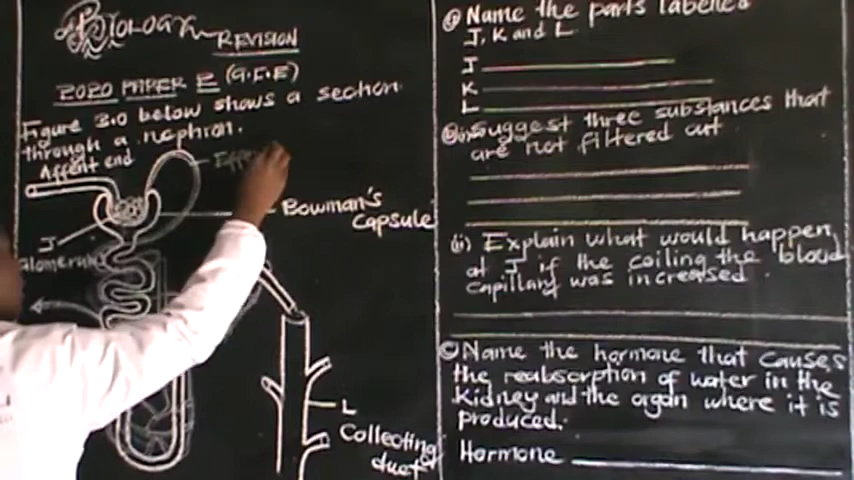 Biology
REVISION
2020 PAPER 2 (G.C.E)
Figure 3.0 below shows a section
through a nephron.
Afferent end
Effe
Bowman's
Capsule
J
Glomerulus
L
Collecting
duct
a) Name the parts labelled
J, K and L.
J
K
L
b) (i) Suggest three substances that
are not filtered out
(ii) Explain what would happen
at J if the coiling the blood
capillary was increased
c) Name the hormone that causes
the reabsorption of water in the
kidney and the organ where it is
produced.
Hormone